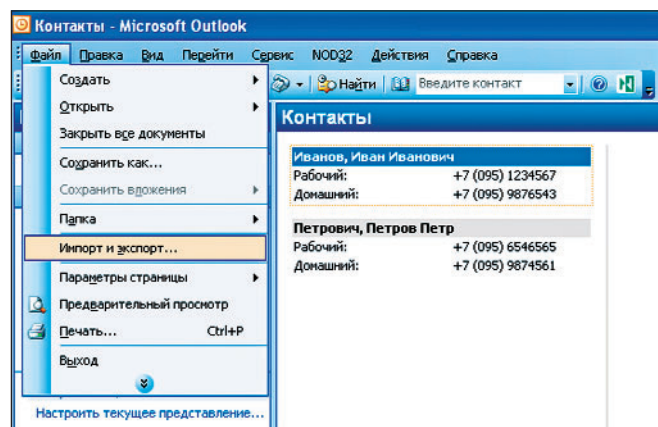 Контакты - Microsoft Outlook
Файл Правка Вид Перейти Сервис NOD32 Действия Справка
Создать
Найти Введите контакт
Открыть
Контакты
Закрыть все документы
Сохранить как...
Сохранить вложения
Папка
Импорт и экспорт...
Параметры страницы
Предварительный просмотр
Печать... Ctrl+P
Выход
Настроить текущее представление...
Иванов, Иван Иванович
Рабочий: +7 (095) 1234567
Домашний: +7 (095) 9876543
Петрович, Петров Петр
Рабочий: +7 (095) 6546565
Домашний: +7 (095) 9874561